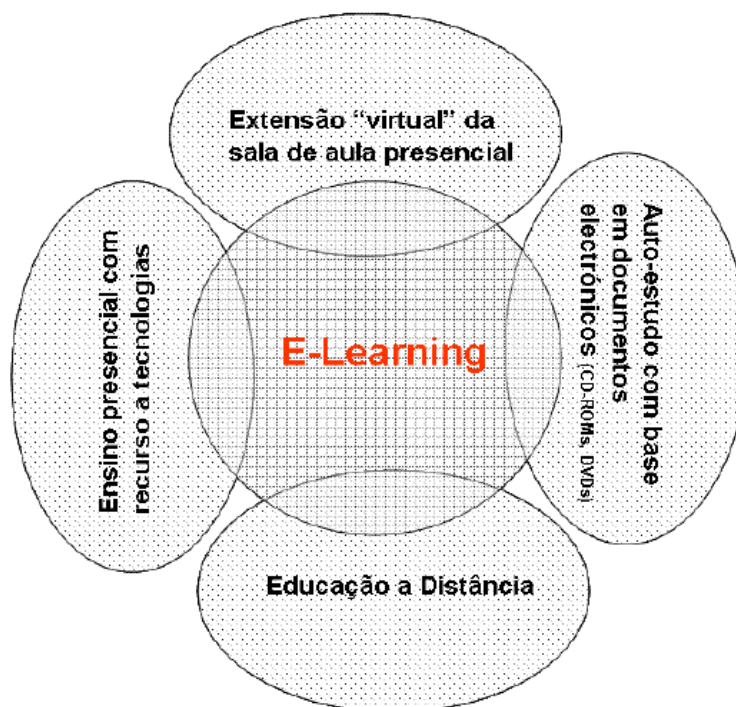 Extensão “virtual” da
sala de aula presencial
Ensino presencial com
recurso a tecnologias
E-Learning
Auto-estudo com base
em documentos
electrónicos (CD-ROMs, DVDs)
Educação a Distância